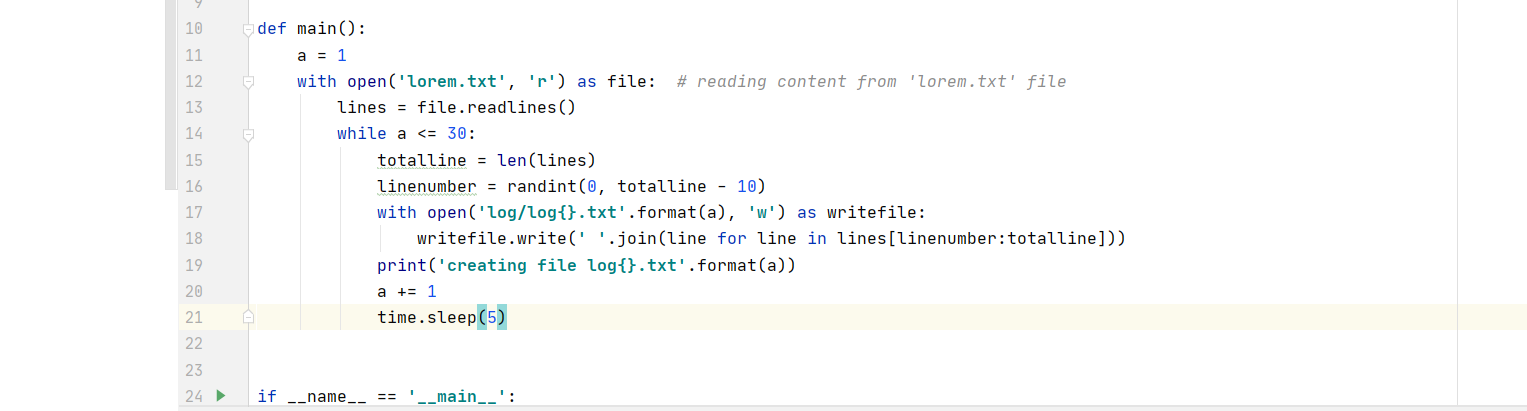 9
10 def main():
11     a = 1
12     with open('lorem.txt', 'r') as file:  # reading content from 'lorem.txt' file
13         lines = file.readlines()
14         while a <= 30:
15             totalline = len(lines)
16             linenumber = randint(0, totalline - 10)
17             with open('log/log{}.txt'.format(a), 'w') as writefile:
18                 writefile.write(' '.join(line for line in lines[linenumber:totalline]))
19             print('creating file log{}.txt'.format(a))
20             a += 1
21             time.sleep(5)
22
23
24 if __name__ == '__main__':